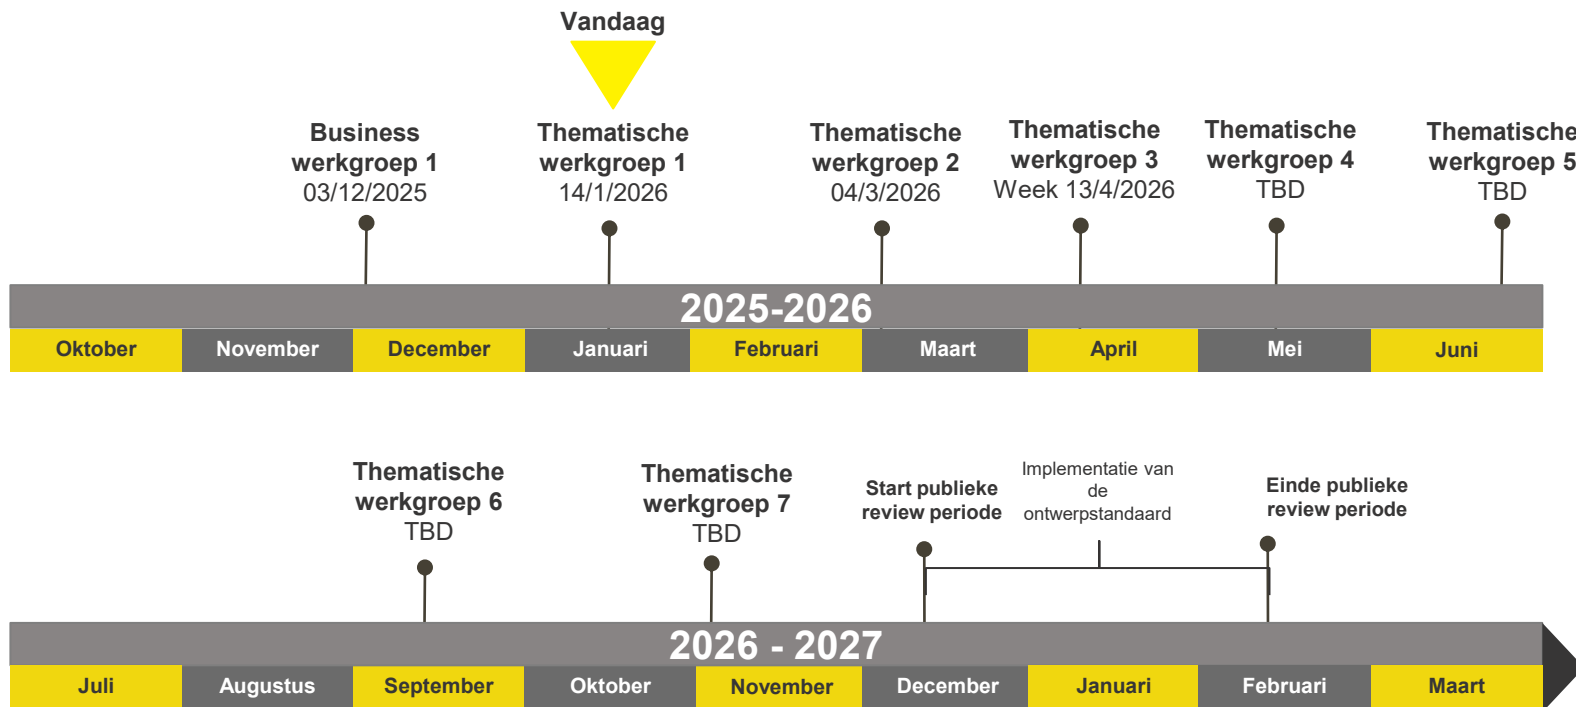 Vandaag
Business
werkgroep 1
03/12/2025
Thematische
werkgroep 1
14/1/2026
Thematische
werkgroep 2
04/3/2026
Thematische
werkgroep 3
Week 13/4/2026
Thematische
werkgroep 4
TBD
Thematische
werkgroep 5
TBD
2025-2026
Oktober
November
December
Januari
Februari
Maart
April
Mei
Juni
Thematische
werkgroep 6
TBD
Thematische
werkgroep 7
TBD
Start publieke
review periode
Implementatie van
de
ontwerpstandaard
Einde publieke
review periode
2026 - 2027
Juli
Augustus
September
Oktober
November
December
Januari
Februari
Maart